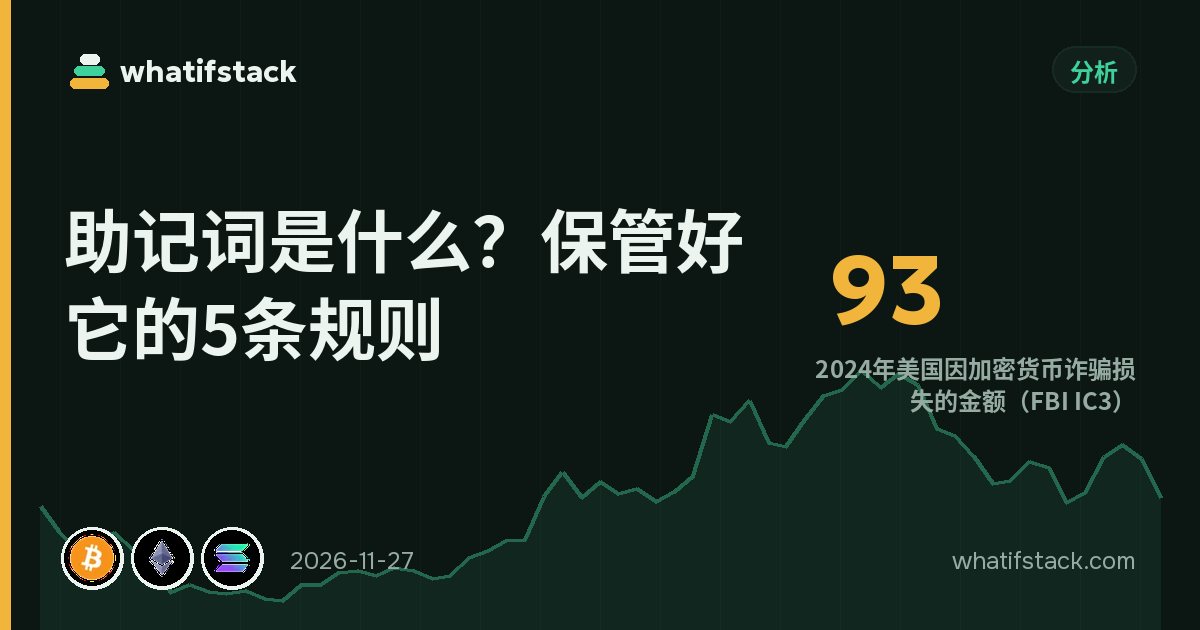 whatifstack
分析
助记词是什么？保管好
它的5条规则
93
2024年美国因加密货币诈骗损
失的金额（FBI IC3）
2026-11-27
whatifstack.com